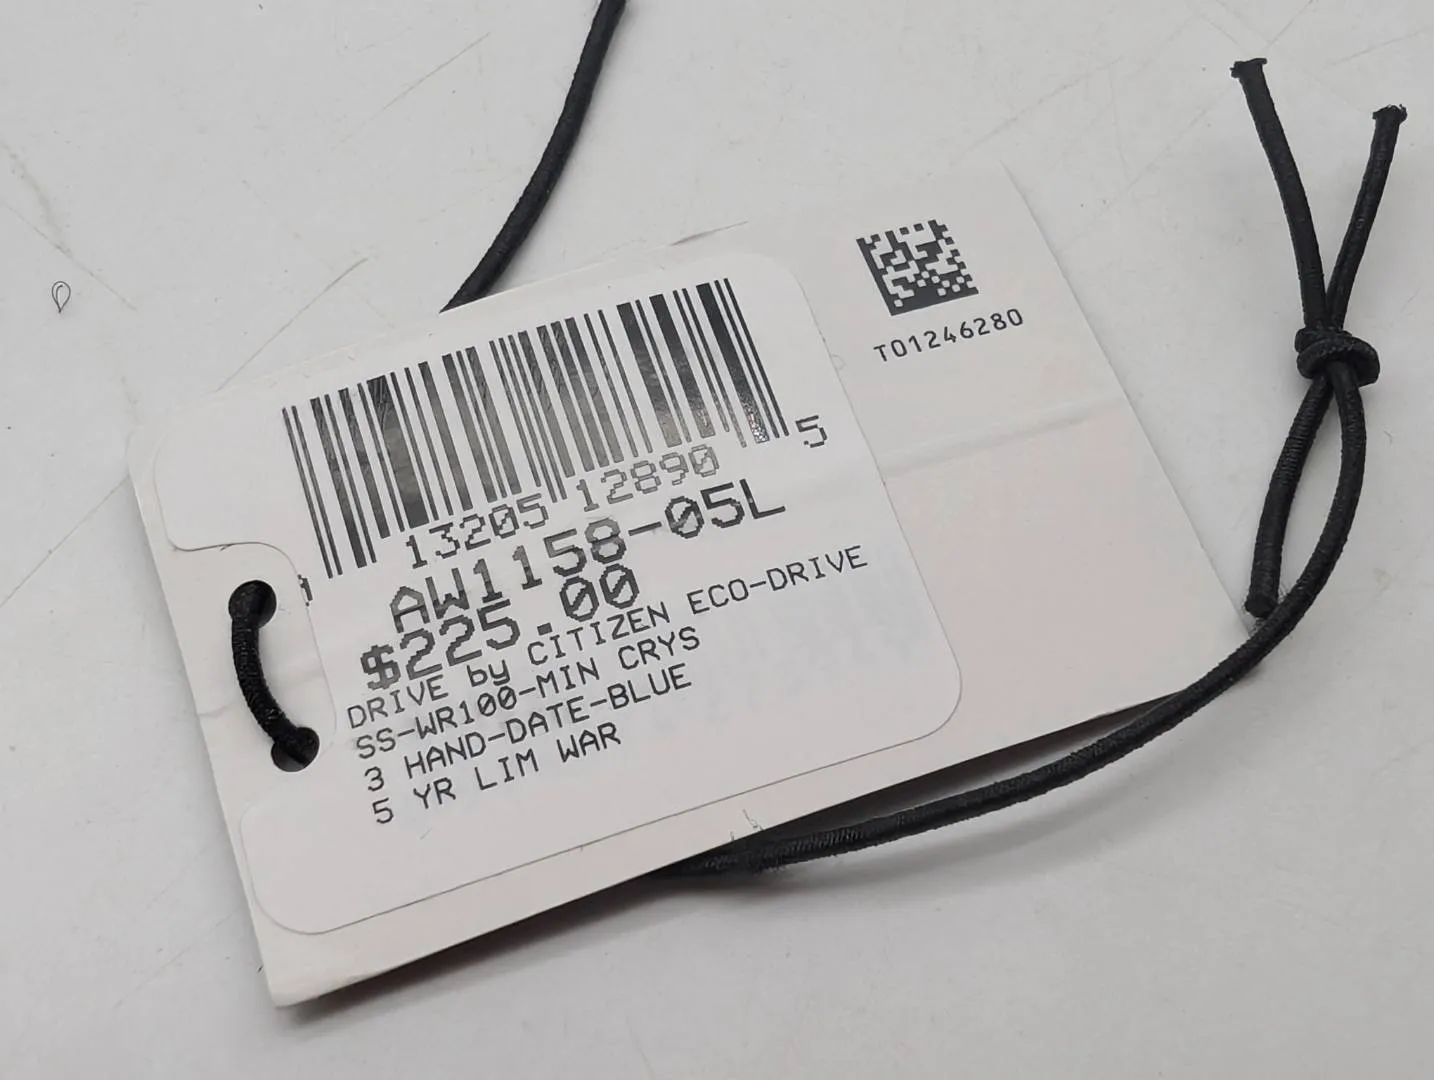 T01246280
13205 12890 5
AW1158-05L
$225.00
DRIVE by CITIZEN ECO-DRIVE
SS-WR100-MIN CRYS
3 HAND-DATE-BLUE
5 YR LIM WAR